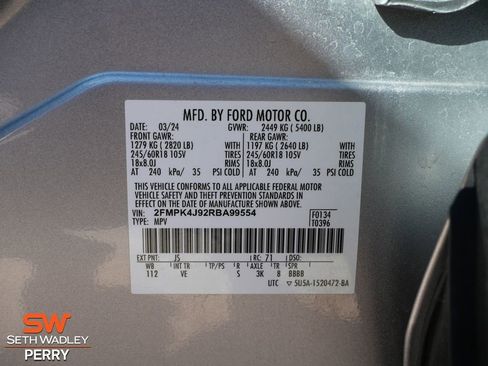 MFD. BY FORD MOTOR CO.
DATE: 03/24 GVWR: 2449 KG ( 5400 LB)
FRONT GAWR: REAR GAWR:
1279 KG ( 2820 LB) WITH 1197 KG ( 2640 LB) WITH
245/60R18 105V TIRES 245/60R18 105V TIRES
18x8.0J RIMS 18x8.0J RIMS
AT 240 kPa/ 35 PSI COLD AT 240 kPa/ 35 PSI COLD
THIS VEHICLE CONFORMS TO ALL APPLICABLE FEDERAL MOTOR
VEHICLE SAFETY AND THEFT PREVENTION STANDARDS IN
EFFECT ON THE DATE OF MANUFACTURE SHOWN ABOVE.
VIN: 2FMPK4J92RBA99554 F0134
TYPE: MPV T0396
EXT PNT: JS RC: 71 DSO:
WB INT TR TP/PS R AXLE TR SPR
112 VE S 3K 8 BBBB
UTC ▽ 5U5A-1520472-BA
SW
SETH WADLEY
PERRY